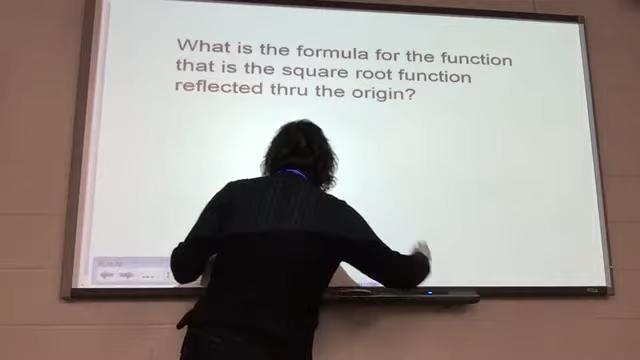 What is the formula for the function
that is the square root function
reflected thru the origin?